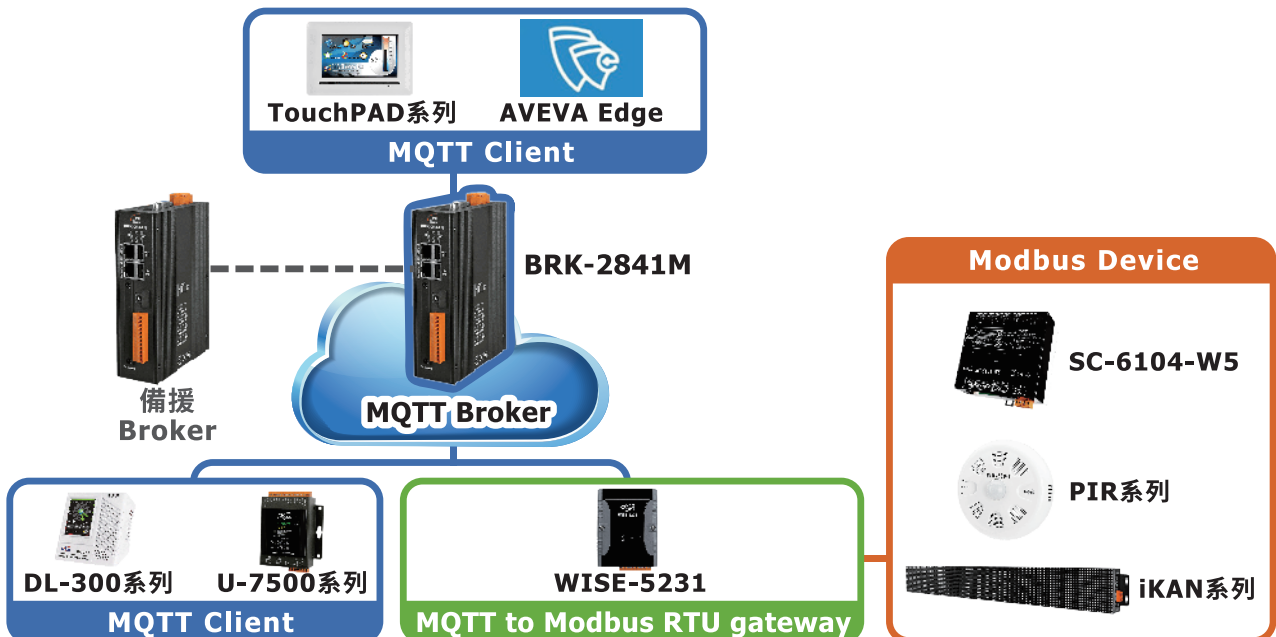 TouchPAD系列
AVEVA Edge
MQTT Client
BRK-2841M
備援
Broker
MQTT Broker
Modbus Device
SC-6104-W5
PIR系列
iKAN系列
DL-300系列
U-7500系列
MQTT Client
WISE-5231
MQTT to Modbus RTU gateway